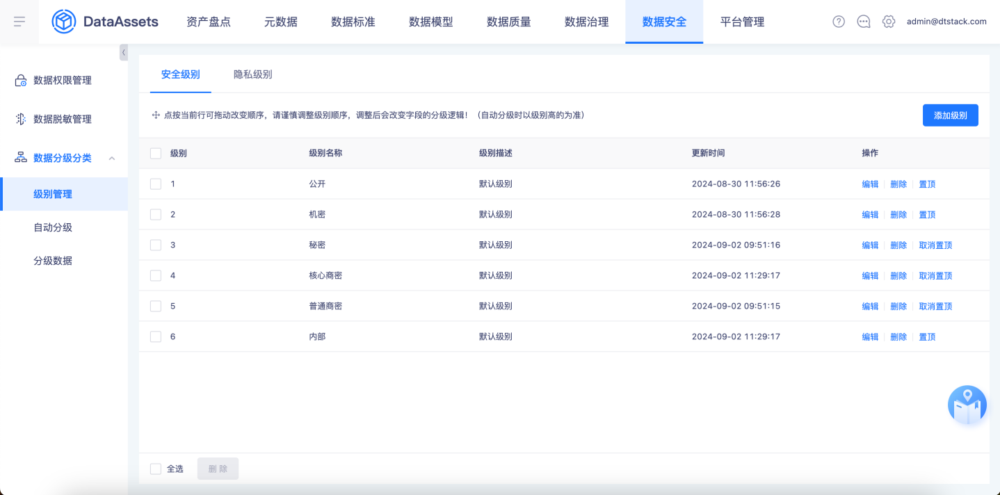 DataAssets 资产盘点 元数据 数据标准 数据模型 数据质量 数据治理 数据安全 平台管理 admin@dtstack.com
数据权限管理
数据脱敏管理
数据分级分类
级别管理
自动分级
分级数据
安全级别 隐私级别
点按当前行可拖动改变顺序，请谨慎调整级别顺序，调整后会改变字段的分级逻辑！（自动分级时以级别高的为准） 添加级别
级别 级别名称 级别描述 更新时间 操作
1 公开 默认级别 2024-08-30 11:56:26 编辑 删除 置顶
2 机密 默认级别 2024-08-30 11:56:28 编辑 删除 置顶
3 秘密 默认级别 2024-09-02 09:51:16 编辑 删除 取消置顶
4 核心商密 默认级别 2024-09-02 11:29:17 编辑 删除 取消置顶
5 普通商密 默认级别 2024-09-02 09:51:15 编辑 删除 取消置顶
6 内部 默认级别 2024-09-02 11:29:17 编辑 删除 置顶
全选 删 除